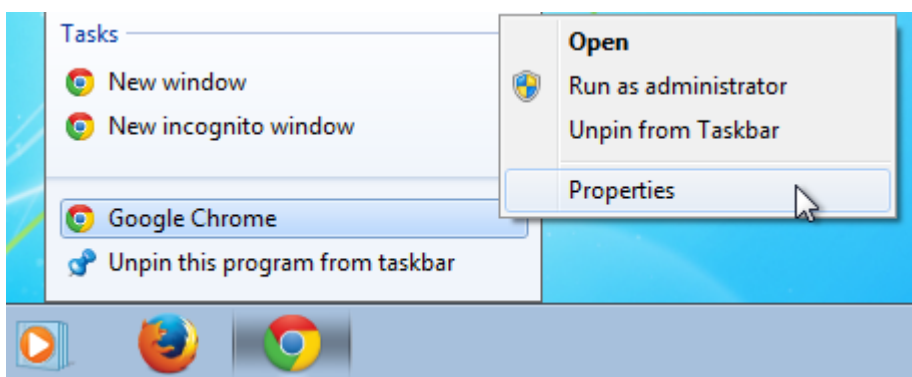 Tasks
New window
New incognito window
Google Chrome
Unpin this program from taskbar
Open
Run as administrator
Unpin from Taskbar
Properties